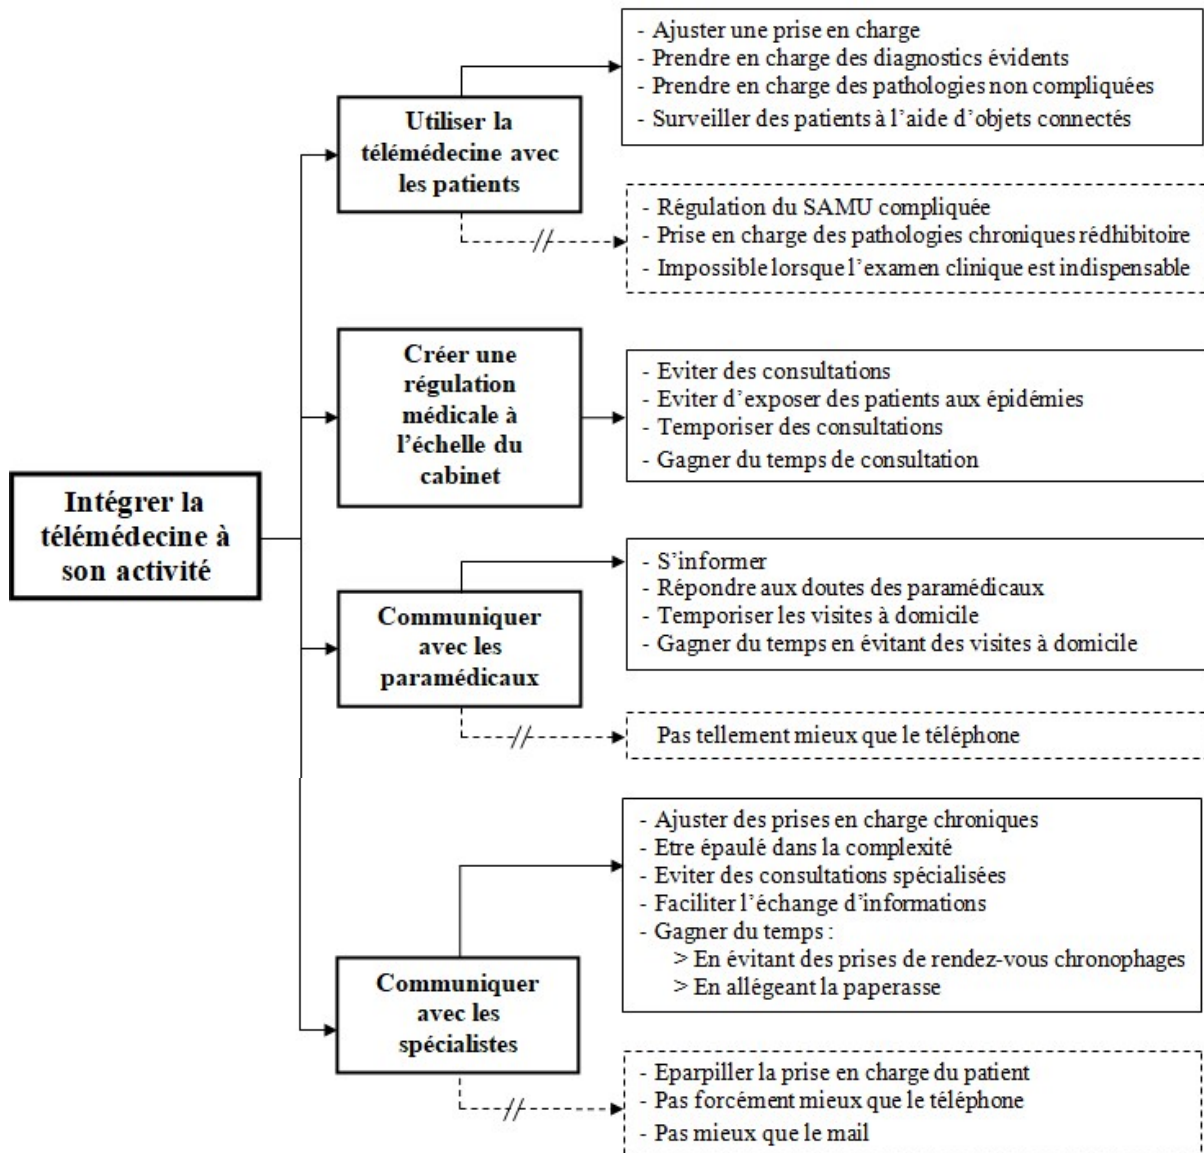 - Ajuster une prise en charge
- Prendre en charge des diagnostics évidents
- Prendre en charge des pathologies non compliquées
- Surveiller des patients à l’aide d’objets connectés
Utiliser la
télémédecine avec
les patients
- Régulation du SAMU compliquée
- Prise en charge des pathologies chroniques rédhibitoire
- Impossible lorsque l’examen clinique est indispensable
Créer une
régulation
médicale à
l’échelle du
cabinet
- Eviter des consultations
- Eviter d’exposer des patients aux épidémies
- Temporiser des consultations
- Gagner du temps de consultation
Intégrer la
télémédecine à
son activité
- S’informer
- Répondre aux doutes des paramédicaux
- Temporiser les visites à domicile
- Gagner du temps en évitant des visites à domicile
Communiquer
avec les
paramédicaux
Pas tellement mieux que le téléphone
- Ajuster des prises en charge chroniques
- Etre épaulé dans la complexité
- Eviter des consultations spécialisées
- Faciliter l’échange d’informations
- Gagner du temps :
> En évitant des prises de rendez-vous chronophages
> En allégeant la paperasse
Communiquer
avec les
spécialistes
- Eparpiller la prise en charge du patient
- Pas forcément mieux que le téléphone
- Pas mieux que le mail